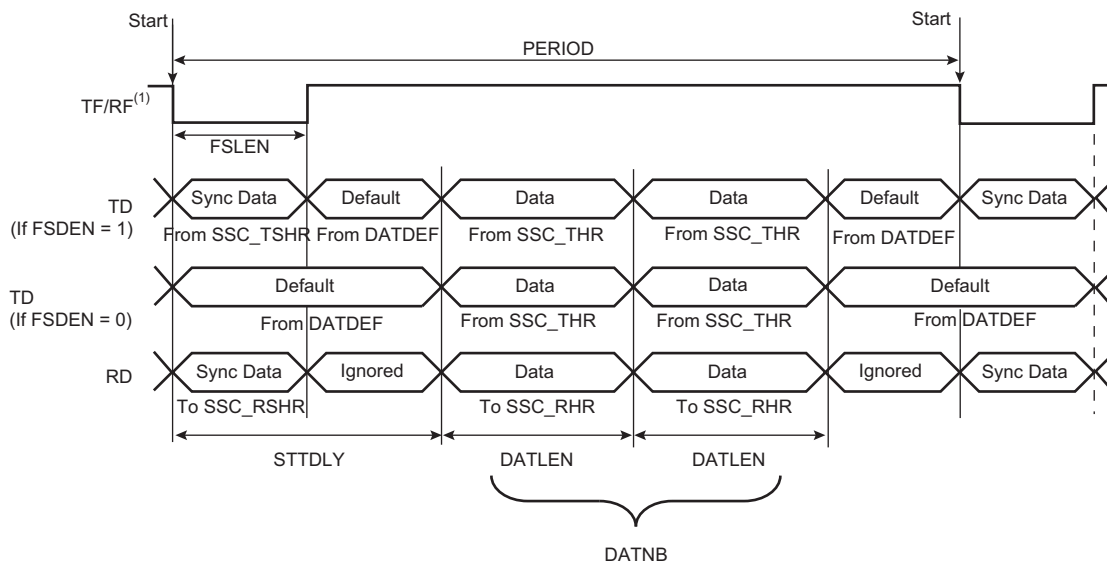 Start
Start
PERIOD
TF/RF(1)
FSLEN
TD
(If FSDEN = 1)
Sync Data
Default
Data
Data
Default
Sync Data
From SSC_TSHR
From DATDEF
From SSC_THR
From SSC_THR
From DATDEF
TD
(If FSDEN = 0)
Default
Data
Data
Default
From DATDEF
From SSC_THR
From SSC_THR
From DATDEF
RD
Sync Data
Ignored
Data
Data
Ignored
Sync Data
To SSC_RSHR
To SSC_RHR
To SSC_RHR
STTDLY
DATLEN
DATLEN
DATNB